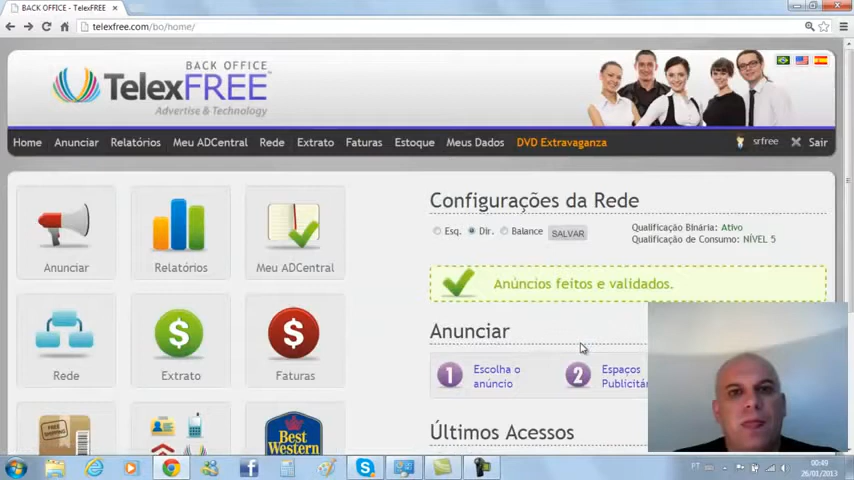 BACK OFFICE - TelexFREE
telexfree.com/bo/home/
BACK OFFICE
TelexFREE
Advertise & Technology
Home Anunciar Relatórios Meu ADCentral Rede Extrato Faturas Estoque Meus Dados DVD Extravaganza srfree Sair
Configurações da Rede
Esq. Dir. Balance SALVAR
Qualificação Binária: Ativo
Qualificação de Consumo: NÍVEL 5
Anunciar Relatórios Meu ADCentral
Anúncios feitos e validados.
Anunciar
1 Escolha o
anúncio
2 Espaços
Publicitár
Rede Extrato Faturas
Últimos Acessos
FREE
SHIPPING
Best
Western
PT
00:49
26/01/2013